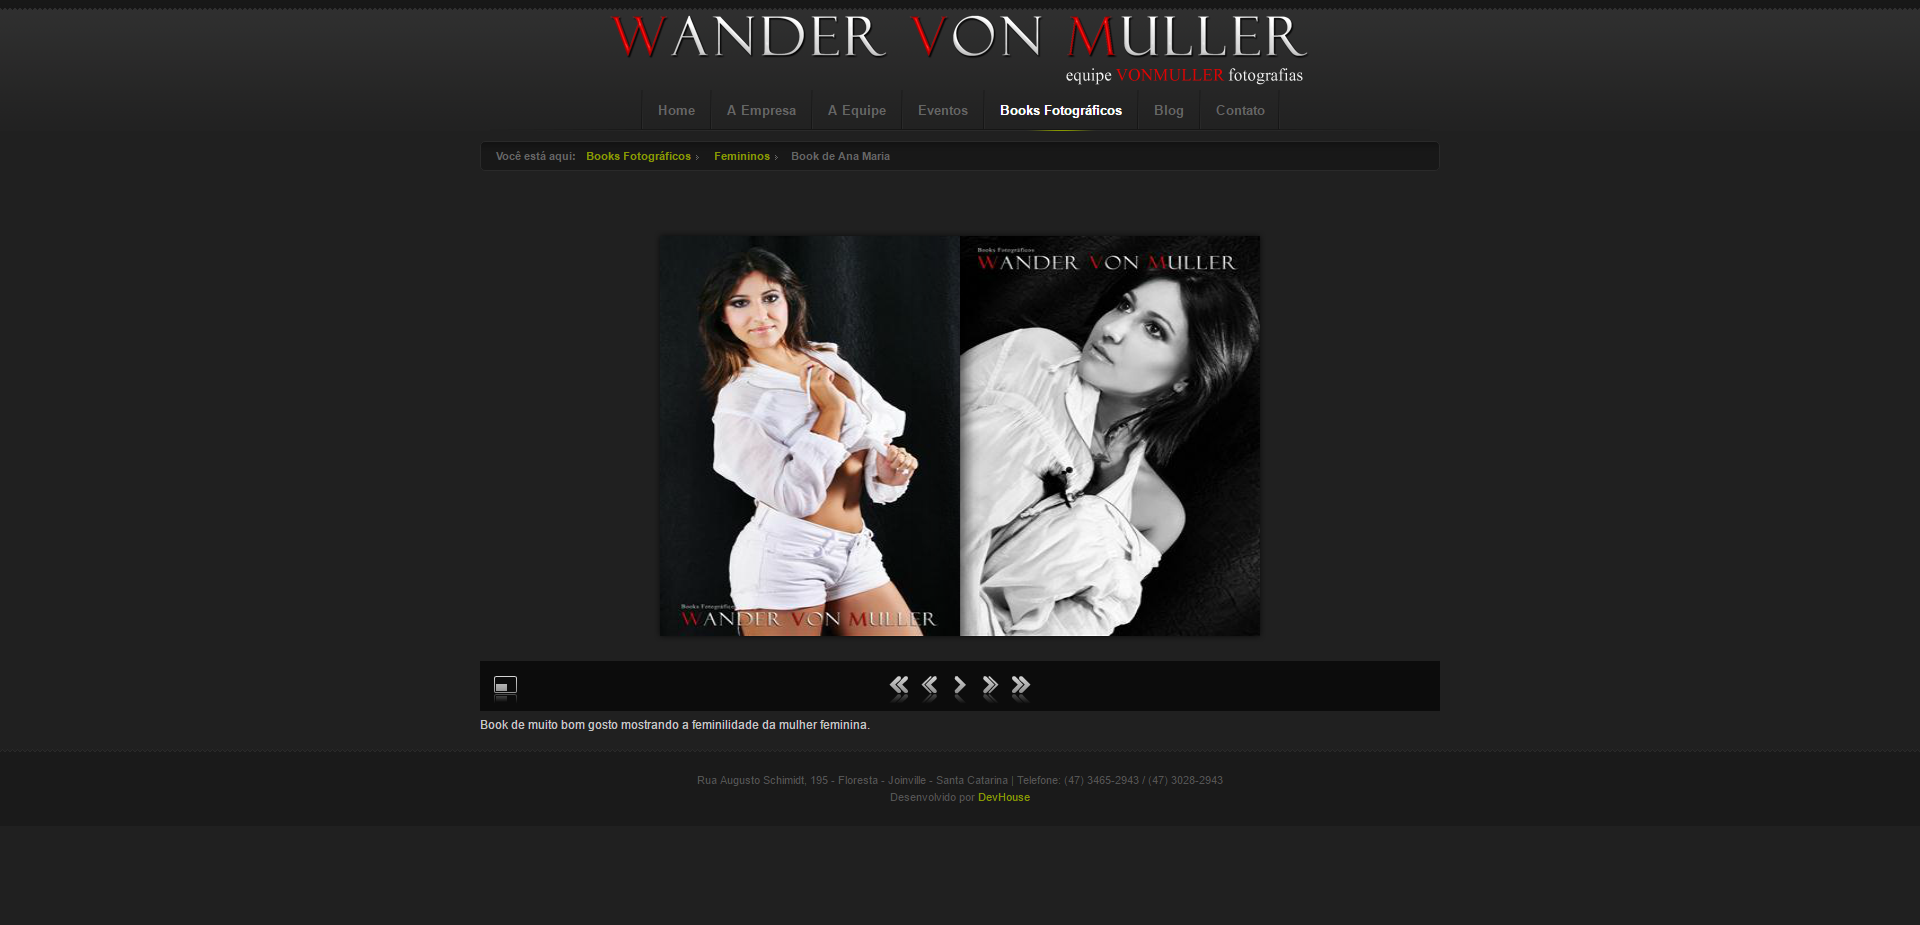 WANDER VON MULLER
equipe VONMULLER fotografias
Home A Empresa A Equipe Eventos Books Fotográficos Blog Contato
Você está aqui: Books Fotográficos Femininos Book de Ana Maria
Books Fotográficos
WANDER VON MULLER
Books Fotográficos
WANDER VON MULLER
Book de muito bom gosto mostrando a feminilidade da mulher feminina.
Rua Augusto Schimidt, 195 - Floresta - Joinville - Santa Catarina | Telefone: (47) 3465-2943 / (47) 3028-2943
Desenvolvido por DevHouse